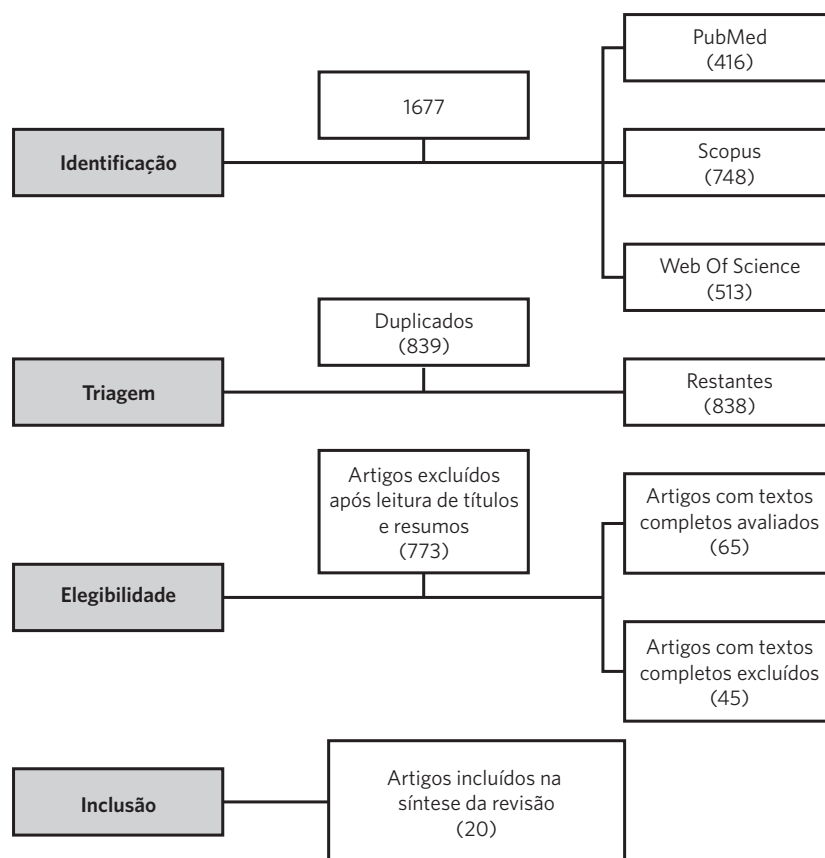 Identificação
1677
PubMed
(416)
Scopus
(748)
Web Of Science
(513)
Triagem
Duplicados
(839)
Restantes
(838)
Elegibilidade
Artigos excluídos
após leitura de títulos
e resumos
(773)
Artigos com textos
completos avaliados
(65)
Artigos com textos
completos excluídos
(45)
Inclusão
Artigos incluídos na
síntese da revisão
(20)